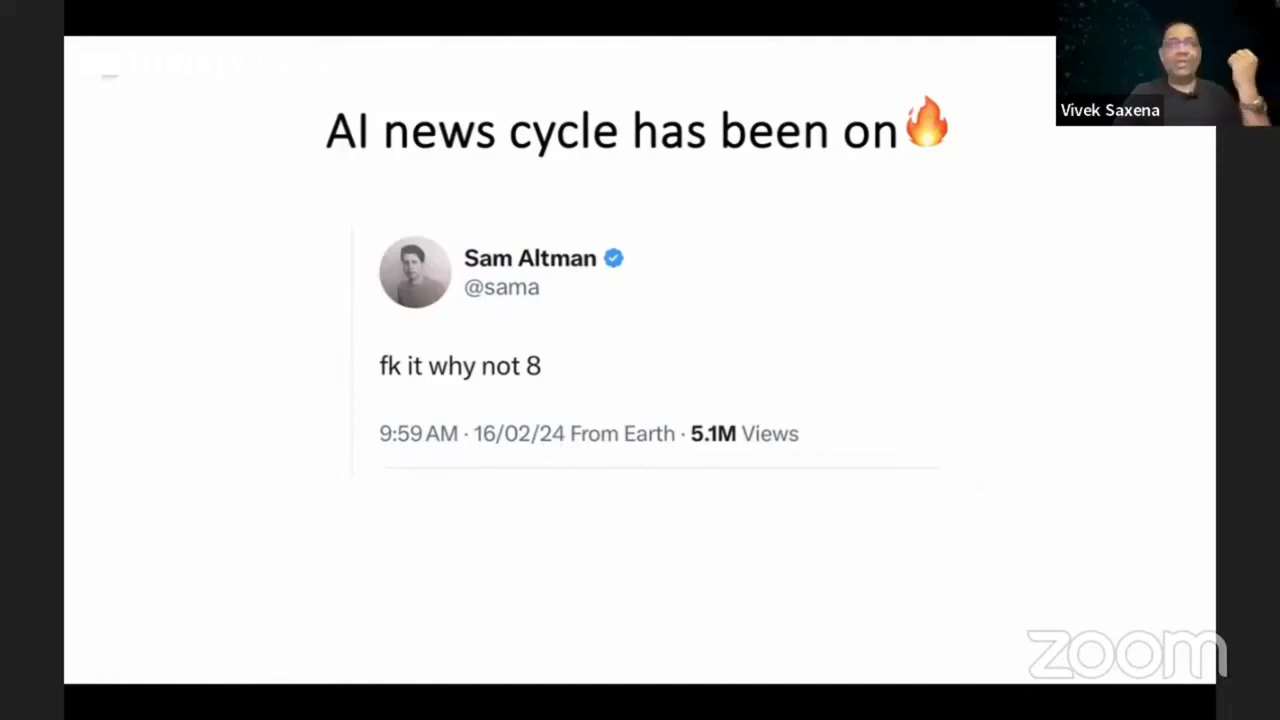 Vivek Saxena
AI news cycle has been on🔥
Sam Altman
@sama
fk it why not 8
9:59 AM · 16/02/24 From Earth · 5.1M Views
zoom